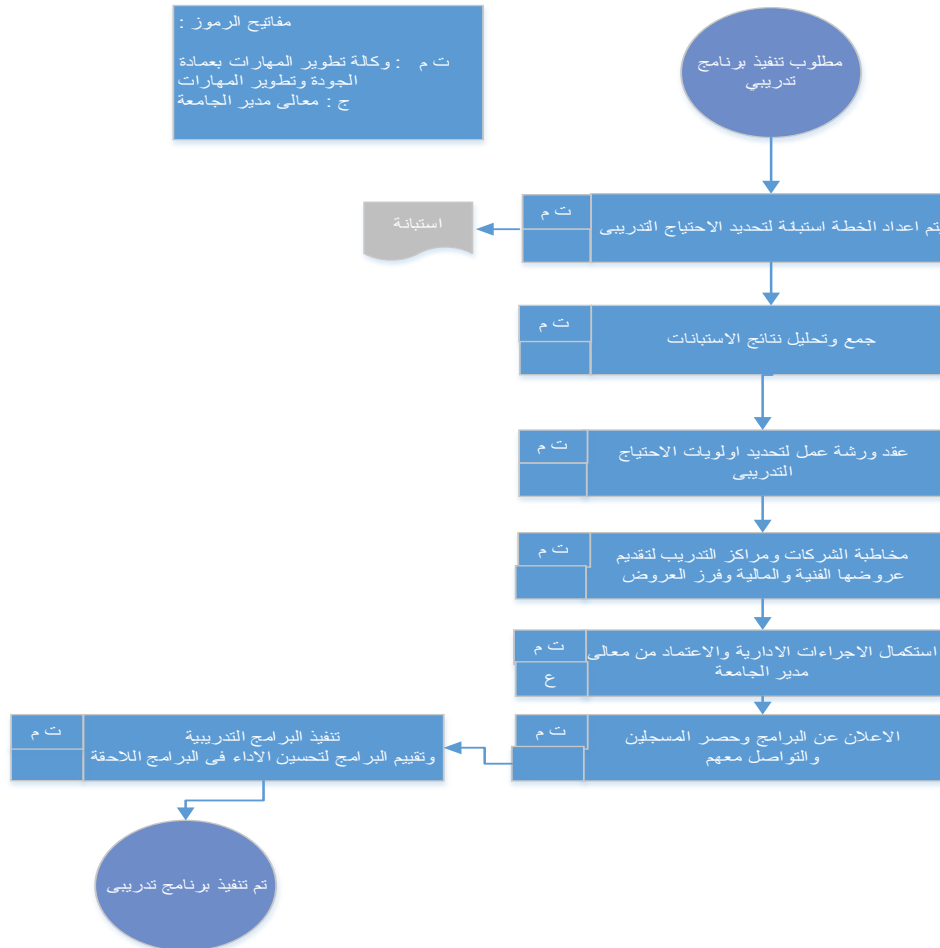 مفاتيح الرموز :
ت م : وكالة تطوير المهارات بعمادة
الجودة وتطوير المهارات
ج : معالى مدير الجامعة
مطلوب تنفيذ برنامج
تدريبي
يتم اعداد الخطة استبانة لتحديد الاحتياج التدريبى
ت م
استبانة
جمع وتحليل نتائج الاستبانات
ت م
عقد ورشة عمل لتحديد اولويات الاحتياج
التدريبى
ت م
مخاطبة الشركات ومراكز التدريب لتقديم
عروضها الفنية والمالية وفرز العروض
ت م
استكمال الاجراءات الادارية والاعتماد من معالى
مدير الجامعة
ت م
ع
الاعلان عن البرامج وحصر المسجلين
والتواصل معهم
ت م
تنفيذ البرامج التدريبية
وتقييم البرامج لتحسين الاداء فى البرامج اللاحقة
ت م
تم تنفيذ برنامج تدريبى